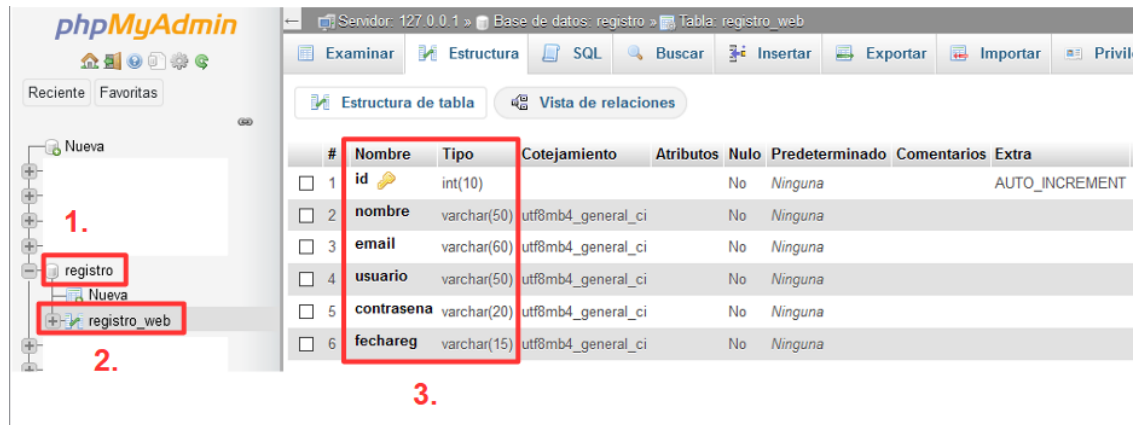 phpMyAdmin
Reciente Favoritas
Nueva
1.
registro
Nueva
registro_web
2.
← Servidor: 127.0.0.1 » Base de datos: registro » Tabla: registro_web
Examinar Estructura SQL Buscar Insertar Exportar Importar Privile
Estructura de tabla Vista de relaciones
# Nombre Tipo Cotejamiento Atributos Nulo Predeterminado Comentarios Extra
1 id int(10) No Ninguna AUTO_INCREMENT
2 nombre varchar(50) utf8mb4_general_ci No Ninguna
3 email varchar(60) utf8mb4_general_ci No Ninguna
4 usuario varchar(50) utf8mb4_general_ci No Ninguna
5 contrasena varchar(20) utf8mb4_general_ci No Ninguna
6 fechareg varchar(15) utf8mb4_general_ci No Ninguna
3.